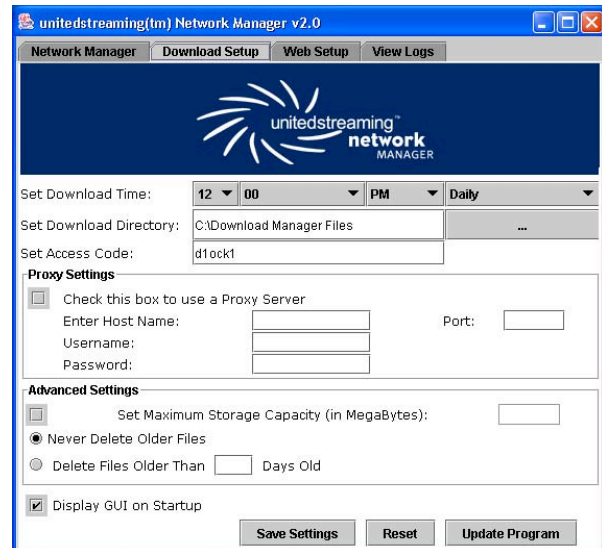 unitedstreaming(tm) Network Manager v2.0
Network Manager Download Setup Web Setup View Logs
unitedstreaming™
network
MANAGER
Set Download Time: 12 00 PM Daily
Set Download Directory: C:\Download Manager Files ...
Set Access Code: d1ock1
Proxy Settings
Check this box to use a Proxy Server
Enter Host Name: Port:
Username:
Password:
Advanced Settings
Set Maximum Storage Capacity (in MegaBytes):
Never Delete Older Files
Delete Files Older Than Days Old
Display GUI on Startup
Save Settings Reset Update Program